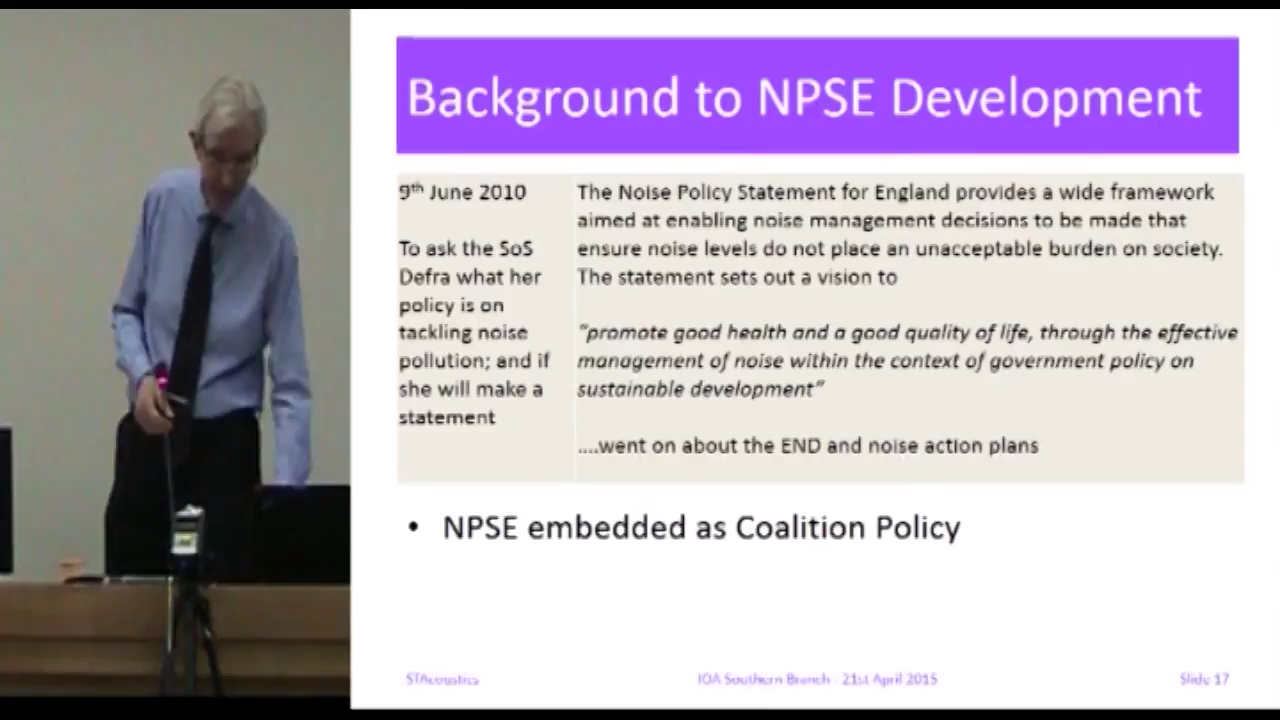 Background to NPSE Development
9th June 2010
To ask the SoS
Defra what her
policy is on
tackling noise
pollution; and if
she will make a
statement
The Noise Policy Statement for England provides a wide framework
aimed at enabling noise management decisions to be made that
ensure noise levels do not place an unacceptable burden on society.
The statement sets out a vision to
"promote good health and a good quality of life, through the effective
management of noise within the context of government policy on
sustainable development"
....went on about the END and noise action plans
• NPSE embedded as Coalition Policy
STAcoustics
IOA Southern Branch - 21st April 2015
Slide 17